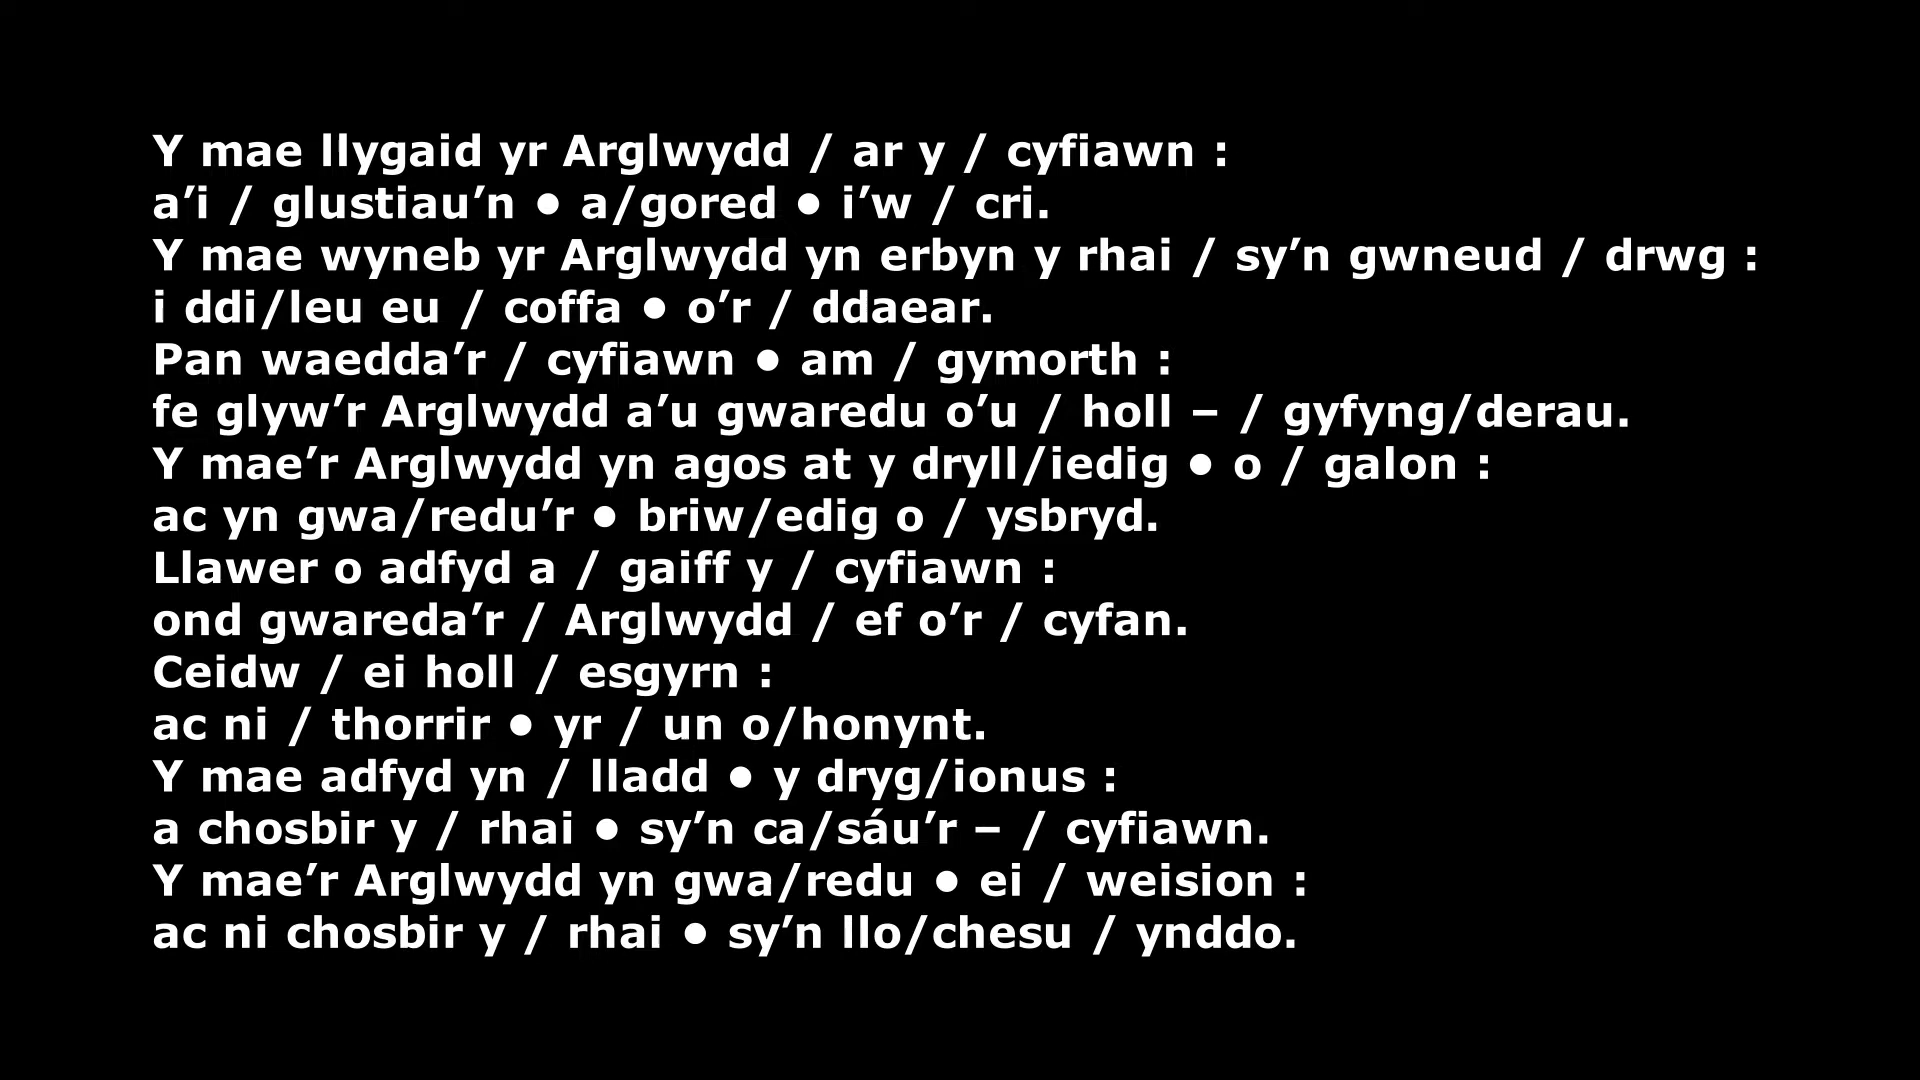 Y mae llygaid yr Arglwydd / ar y / cyfiawn :
a’i / glustiau’n • a/gored • i’w / cri.
Y mae wyneb yr Arglwydd yn erbyn y rhai / sy’n gwneud / drwg :
i ddi/leu eu / coffa • o’r / ddaear.
Pan waedda’r / cyfiawn • am / gymorth :
fe glyw’r Arglwydd a’u gwaredu o’u / holl – / gyfyng/derau.
Y mae’r Arglwydd yn agos at y dryll/iedig • o / galon :
ac yn gwa/redu’r • briw/edig o / ysbryd.
Llawer o adfyd a / gaiff y / cyfiawn :
ond gwareda’r / Arglwydd / ef o’r / cyfan.
Ceidw / ei holl / esgyrn :
ac ni / thorrir • yr / un o/honynt.
Y mae adfyd yn / lladd • y dryg/ionus :
a chosbir y / rhai • sy’n ca/sáu’r – / cyfiawn.
Y mae’r Arglwydd yn gwa/redu • ei / weision :
ac ni chosbir y / rhai • sy’n llo/chesu / ynddo.